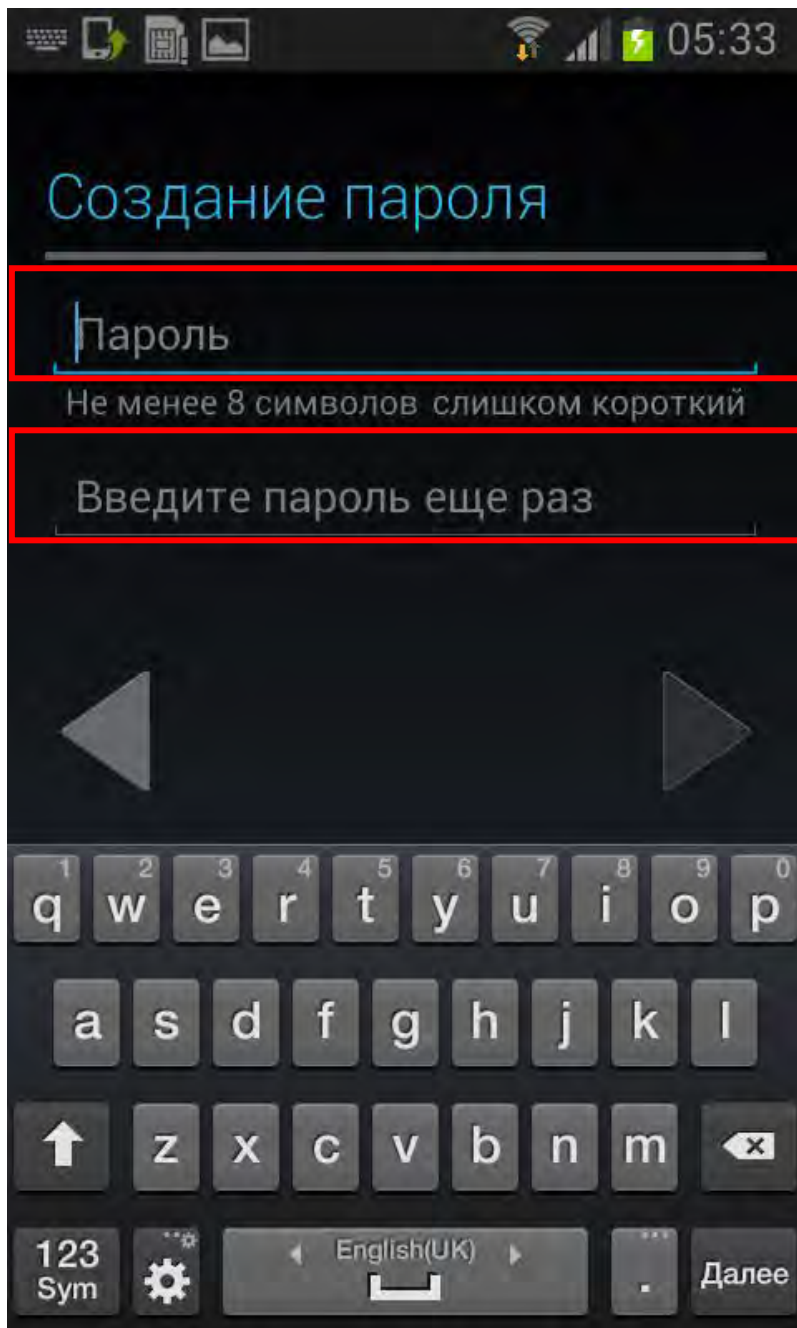 05:33
Создание пароля
Пароль
Не менее 8 символов слишком короткий
Введите пароль еще раз
1 2 3 4 5 6 7 8 9 0
q w e r t y u i o p
a s d f g h j k l
z x c v b n m
123 English(UK) ...
Sym . Далее